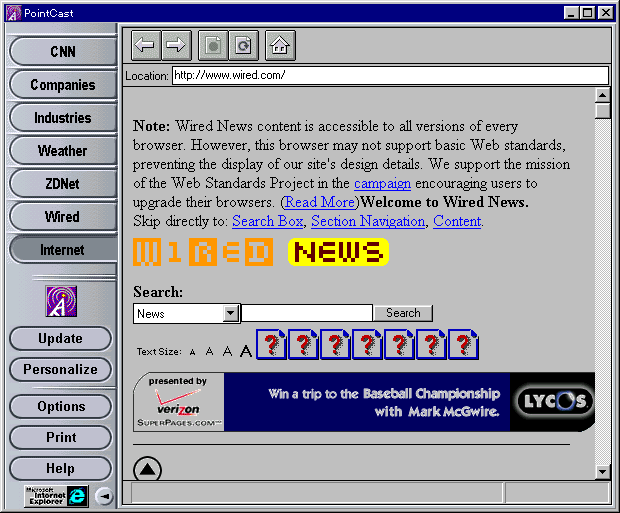 PointCast
CNN
Companies
Industries
Weather
ZDNet
Wired
Internet
Update
Personalize
Options
Print
Help
Microsoft
Internet
Explorer
Location: http://www.wired.com/
Note: Wired News content is accessible to all versions of every
browser. However, this browser may not support basic Web standards,
preventing the display of our site's design details. We support the mission
of the Web Standards Project in the campaign encouraging users to
upgrade their browsers. (Read More)Welcome to Wired News.
Skip directly to: Search Box, Section Navigation, Content.
WIRED NEWS
Search:
News
Search
Text Size: A A A A
? ? ? ? ? ? ?
presented by
verizon
SUPERPAGES.COM℠
Win a trip to the Baseball Championship
with Mark McGwire.
LYCOS